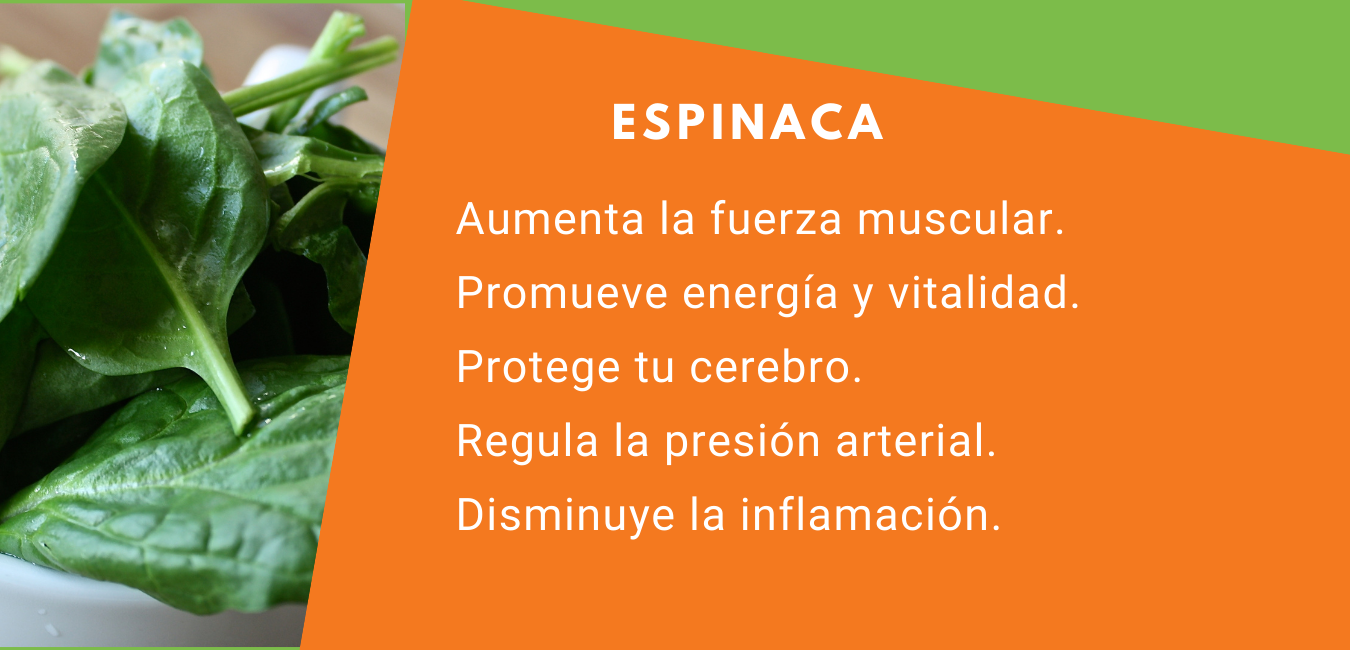 ESPINACA
Aumenta la fuerza muscular.
Promueve energía y vitalidad.
Protege tu cerebro.
Regula la presión arterial.
Disminuye la inflamación.